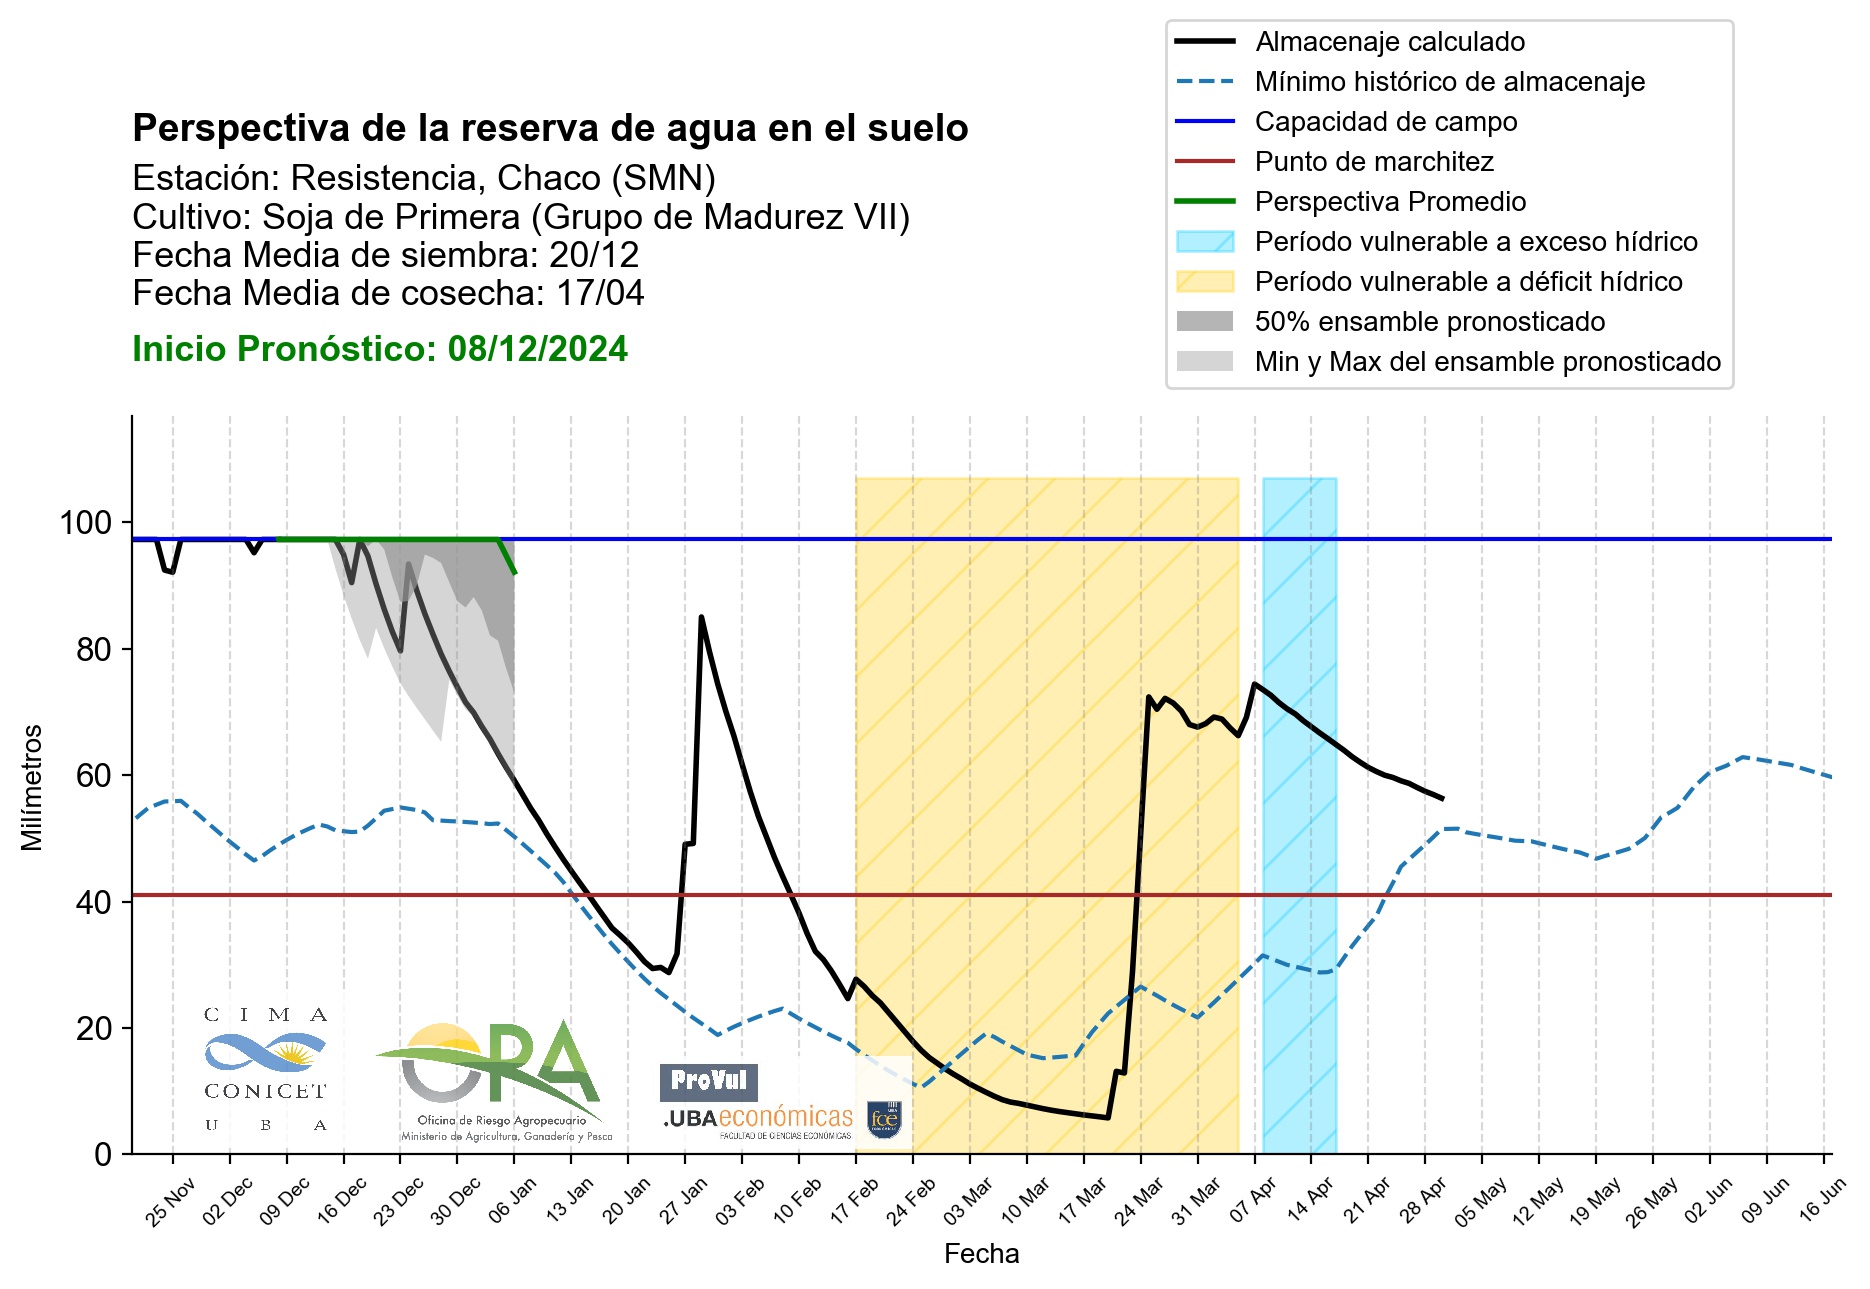 Almacenaje calculado
Mínimo histórico de almacenaje
Capacidad de campo
Punto de marchitez
Perspectiva Promedio
Período vulnerable a exceso hídrico
Período vulnerable a déficit hídrico
50% ensamble pronosticado
Min y Max del ensamble pronosticado
Perspectiva de la reserva de agua en el suelo
Estación: Resistencia, Chaco (SMN)
Cultivo: Soja de Primera (Grupo de Madurez VII)
Fecha Media de siembra: 20/12
Fecha Media de cosecha: 17/04
Inicio Pronóstico: 08/12/2024
Milímetros
100
80
60
40
20
0
CIMA
CONICET
UBA
ORA
Oficina de Riesgo Agropecuario
Ministerio de Agricultura, Ganadería y Pesca
ProVul
.UBAeconómicas
FACULTAD DE CIENCIAS ECONÓMICAS
UBA
fce
ECONÓMICAS
25 Nov
02 Dec
09 Dec
16 Dec
23 Dec
30 Dec
06 Jan
13 Jan
20 Jan
27 Jan
03 Feb
10 Feb
17 Feb
24 Feb
03 Mar
10 Mar
17 Mar
24 Mar
31 Mar
07 Apr
14 Apr
21 Apr
28 Apr
05 May
12 May
19 May
26 May
02 Jun
09 Jun
16 Jun
Fecha